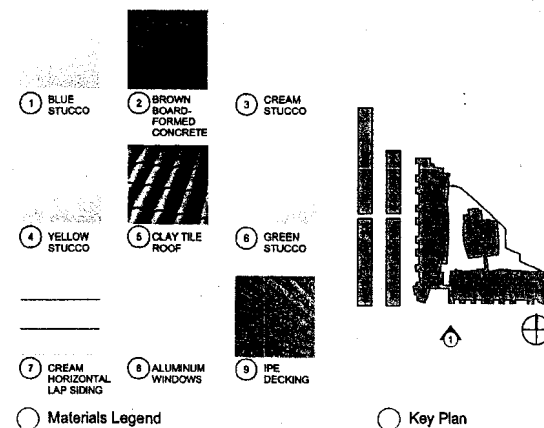 1 BLUE
STUCCO
2 BROWN
BOARD-
FORMED
CONCRETE
3 CREAM
STUCCO
4 YELLOW
STUCCO
5 CLAY TILE
ROOF
6 GREEN
STUCCO
7 CREAM
HORIZONTAL
LAP SIDING
8 ALUMINUM
WINDOWS
9 IPE
DECKING
1
Materials Legend
Key Plan